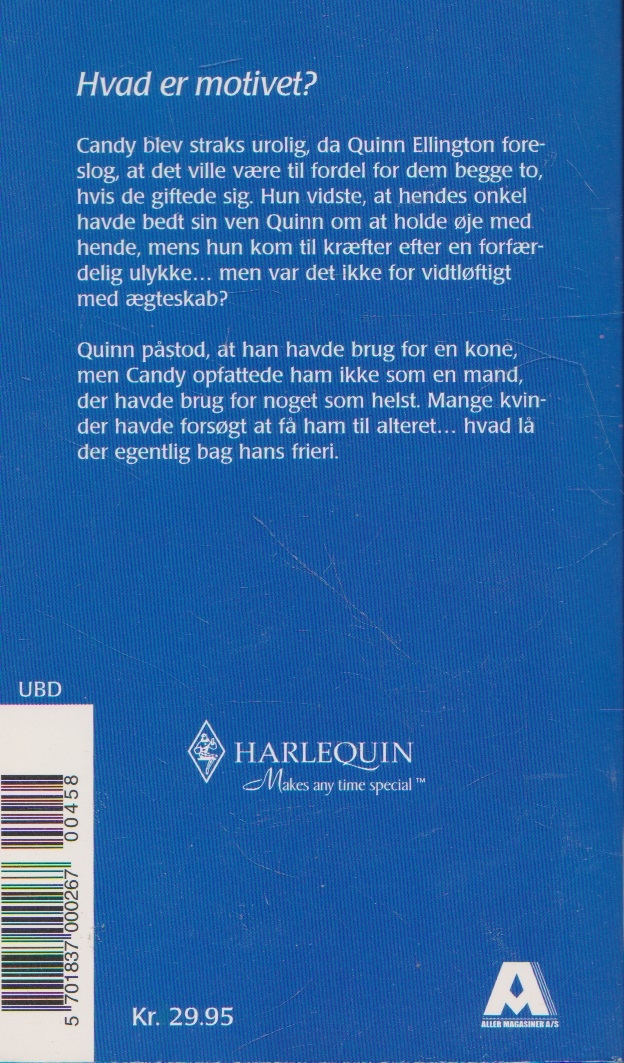 Hvad er motivet?
Candy blev straks urolig, da Quinn Ellington fore-
slog, at det ville være til fordel for dem begge to,
hvis de giftede sig. Hun vidste, at hendes onkel
havde bedt sin ven Quinn om at holde øje med
hende, mens hun kom til kræfter efter en forfær-
delig ulykke... men var det ikke for vidtløftigt
med ægteskab?
Quinn påstod, at han havde brug for en kone,
men Candy opfattede ham ikke som en mand,
der havde brug for noget som helst. Mange kvin-
der havde forsøgt at få ham til alteret... hvad lå
der egentlig bag hans frieri.
UBD
HARLEQUIN
Makes any time special™
00458
5 701837 000267
Kr. 29.95
ALLER MAGASINER A/S